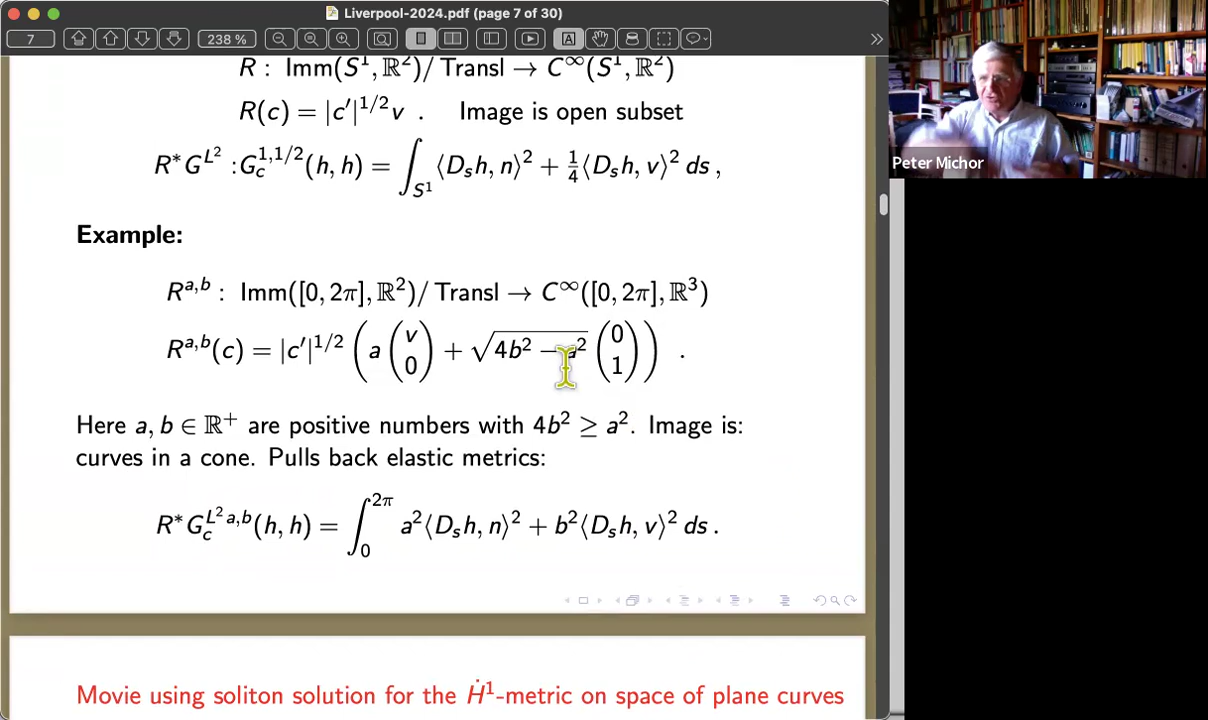 Liverpool-2024.pdf (page 7 of 30)
7
238 %
R : Imm(S¹, ℝ²)/ Transl → C^∞(S¹, ℝ²)
R(c) = |c′|^{1/2} v . Image is open subset
R*G^{L²} : G_c^{1,1/2}(h, h) = ∫_{S¹} ⟨D_s h, n⟩² + ¼⟨D_s h, v⟩² ds ,
Peter Michor
Example:
R^{a,b} : Imm([0, 2π], ℝ²)/ Transl → C^∞([0, 2π], ℝ³)
R^{a,b}(c) = |c′|^{1/2} (a (v 0) + √(4b² − a²) (0 1)) .
Here a, b ∈ ℝ⁺ are positive numbers with 4b² ≥ a². Image is:
curves in a cone. Pulls back elastic metrics:
R*G_c^{L² a,b}(h, h) = ∫_0^{2π} a²⟨D_s h, n⟩² + b²⟨D_s h, v⟩² ds .
Movie using soliton solution for the Ḣ¹-metric on space of plane curves